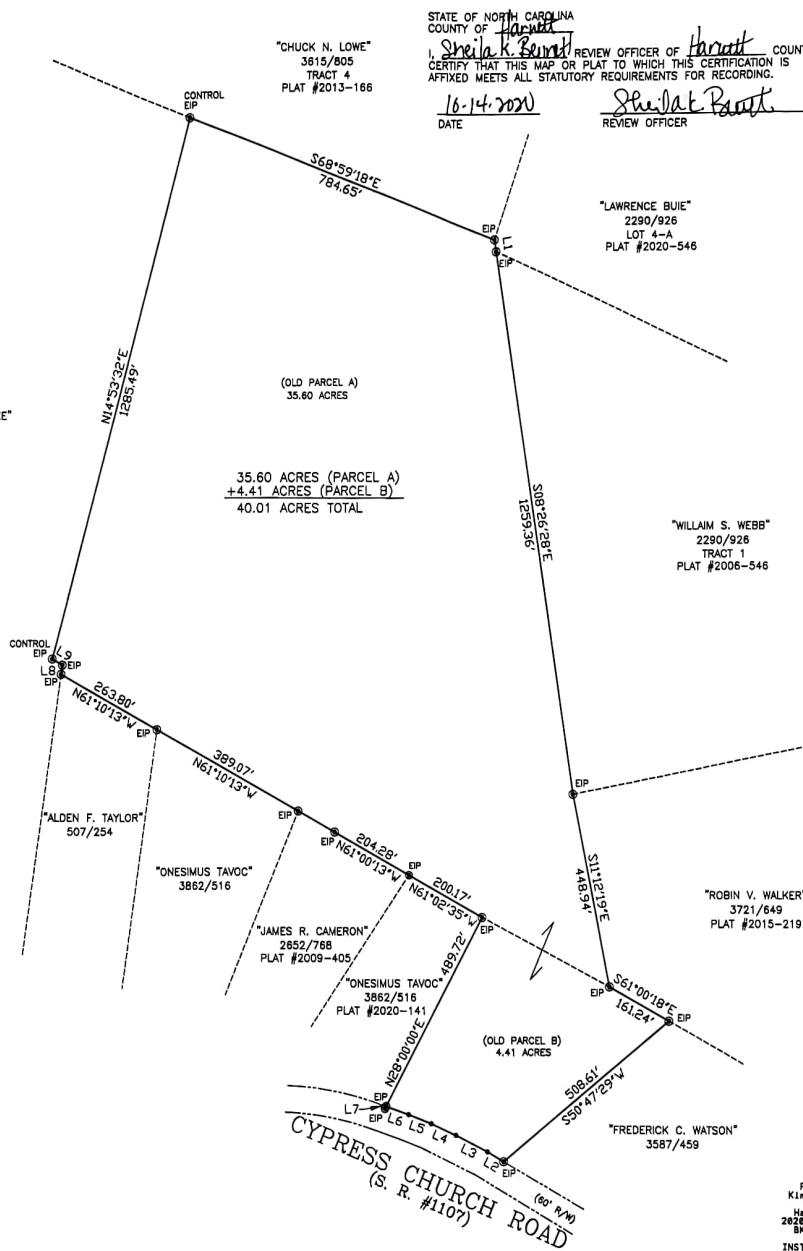 STATE OF NORTH CAROLINA
COUNTY OF Harnett
I, Sheila K. Bennett REVIEW OFFICER OF Harnett COUNT
CERTIFY THAT THIS MAP OR PLAT TO WHICH THIS CERTIFICATION IS
AFFIXED MEETS ALL STATUTORY REQUIREMENTS FOR RECORDING.
10-14-2020
DATE
REVIEW OFFICER
"CHUCK N. LOWE"
3615/805
TRACT 4
PLAT #2013-166
CONTROL
EIP
S68°59'18"E
784.65'
EIP
L1
EIP
"LAWRENCE BUIE"
2290/926
LOT 4-A
PLAT #2020-546
N14°53'32"E
1285.49'
(OLD PARCEL A)
35.60 ACRES
E"
35.60 ACRES (PARCEL A)
+4.41 ACRES (PARCEL B)
40.01 ACRES TOTAL
S08°26'28"E
1259.36'
"WILLAIM S. WEBB"
2290/926
TRACT 1
PLAT #2006-546
CONTROL
EIP
L9
EIP
L8
EIP
263.80'
N61°10'13"W
EIP
389.07'
N61°10'13"W
EIP
EIP
204.28'
N61°00'13"W
EIP
200.17'
N61°02'35"W
EIP
EIP
S11°12'19"E
448.94'
"ALDEN F. TAYLOR"
507/254
"ONESIMUS TAVOC"
3862/516
"JAMES R. CAMERON"
2652/768
PLAT #2009-405
"ONESIMUS TAVOC"
3862/516
PLAT #2020-141
489.72'
N28°00'00"E
"ROBIN V. WALKER"
3721/649
PLAT #2015-219
EIP
S61°00'18"E
161.24'
EIP
(OLD PARCEL B)
4.41 ACRES
508.61'
S50°47'29"W
"FREDERICK C. WATSON"
3587/459
EIP
L7
EIP
L6
L5
L4
L3
L2
EIP
CYPRESS CHURCH ROAD
(S. R. #1107)
(60' R/W)
INST